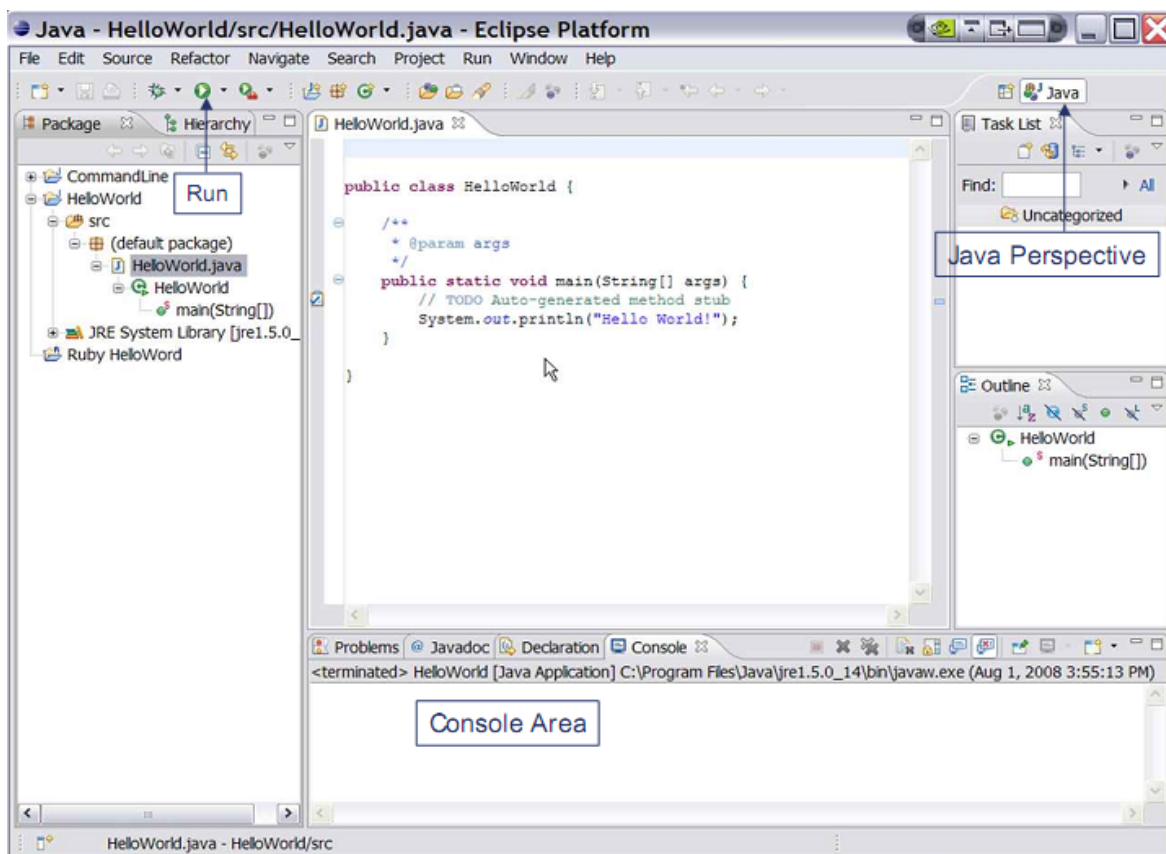 Java - HelloWorld/src/HelloWorld.java - Eclipse Platform
File Edit Source Refactor Navigate Search Project Run Window Help
Java
Package Hierarchy
CommandLine
HelloWorld
src
(default package)
HelloWorld.java
HelloWorld
main(String[])
JRE System Library [jre1.5.0_
Ruby HelloWord
Run
HelloWorld.java
public class HelloWorld {
/**
* @param args
*/
public static void main(String[] args) {
// TODO Auto-generated method stub
System.out.println("Hello World!");
}
}
Task List
Find: All
Uncategorized
Java Perspective
Outline
HelloWorld
main(String[])
Problems Javadoc Declaration Console
<terminated> HelloWorld [Java Application] C:\Program Files\Java\jre1.5.0_14\bin\javaw.exe (Aug 1, 2008 3:55:13 PM)
Console Area
HelloWorld.java - HelloWorld/src